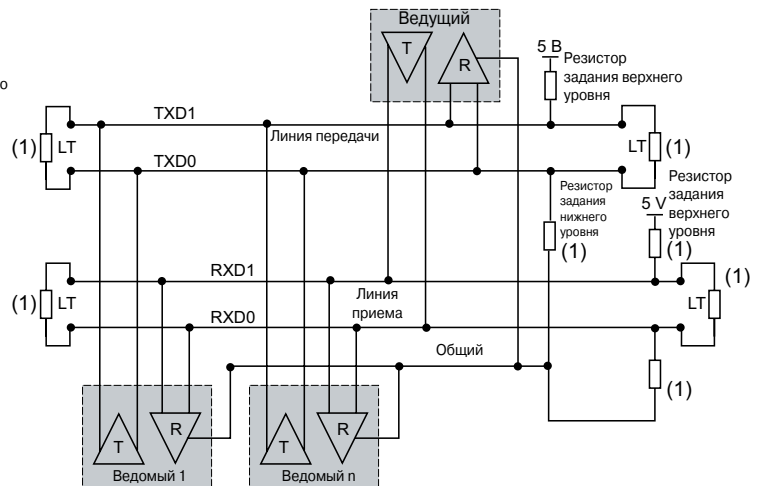 Ведущий
T
R
5 В
Резистор
задания верхнего
уровня
о
TXD1
Линия передачи
(1)
LT
LT
(1)
TXD0
Резистор
задания
нижнего
уровня
(1)
Резистор
задания
верхнего
уровня
5 V
(1)
RXD1
Линия
приема
(1)
LT
LT
(1)
RXD0
Общий
(1)
T
R
Ведомый 1
T
R
Ведомый n